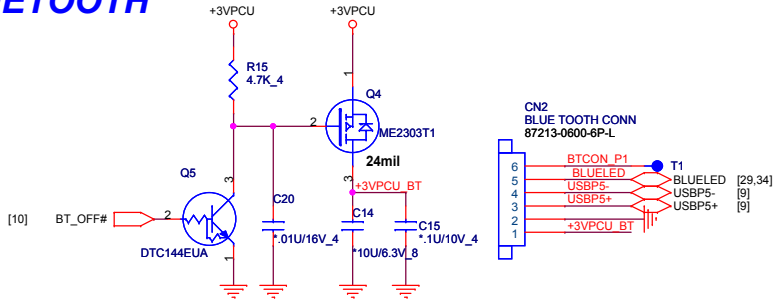 ETOOTH
+3VPCU
+3VPCU
R15
4.7K_4
1
Q4
2
ME2303T1
24mil
3
+3VPCU_BT
Q5
3
[10]
BT_OFF#
2
DTC144EUA
1
C20
*.01U/16V_4
C14
*10U/6.3V_8
C15
*.1U/10V_4
CN2
BLUE TOOTH CONN
87213-0600-6P-L
6
BTCON_P1
T1
5
BLUELED
BLUELED
[29,34]
4
USBP5-
USBP5-
[9]
3
USBP5+
USBP5+
[9]
2
1
+3VPCU_BT